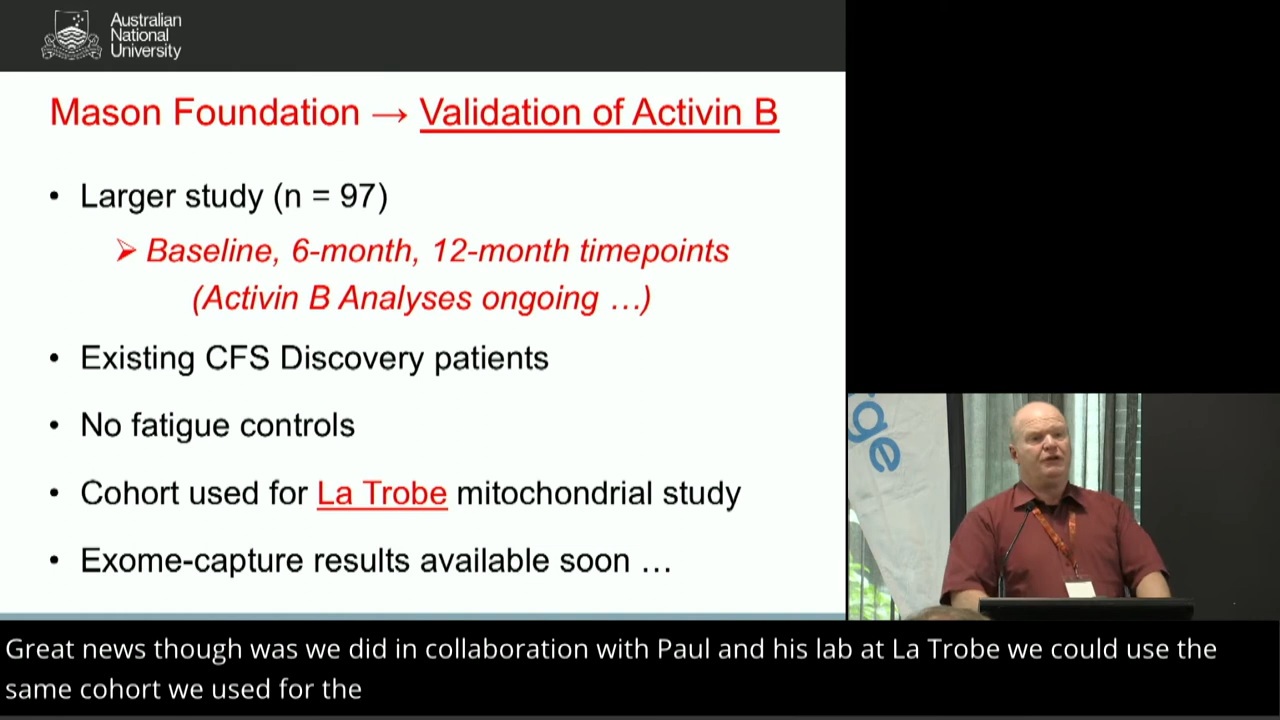 Australian
National
University
Mason Foundation → Validation of Activin B
• Larger study (n = 97)
➢ Baseline, 6-month, 12-month timepoints
(Activin B Analyses ongoing …)
• Existing CFS Discovery patients
• No fatigue controls
• Cohort used for La Trobe mitochondrial study
• Exome-capture results available soon …
rge
Great news though was we did in collaboration with Paul and his lab at La Trobe we could use the
same cohort we used for the